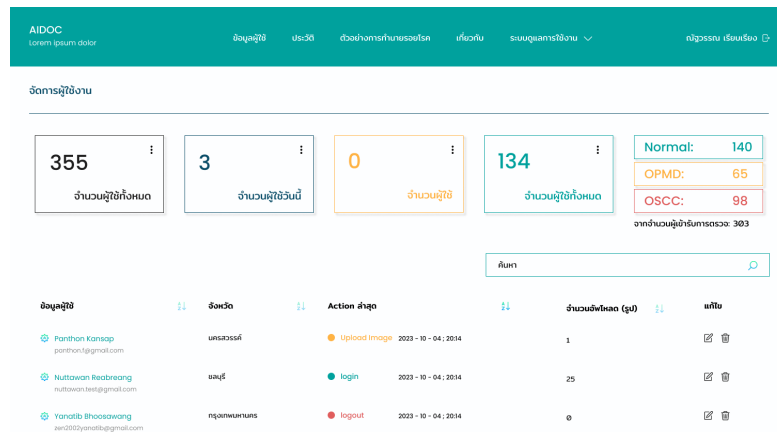 AIDOC
Lorem ipsum dolor
ข้อมูลผู้ใช้ ประวัติ ตัวอย่างการทำนายรอยโรค เกี่ยวกับ ระบบดูแลการใช้งาน ณัฐวรรณ เรียบเรียง
จัดการผู้ใช้งาน
355
จำนวนผู้ใช้ทั้งหมด
3
จำนวนผู้ใช้วันนี้
0
จำนวนผู้ใช้
134
จำนวนผู้ใช้ทั้งหมด
Normal: 140
OPMD: 65
OSCC: 98
จากจำนวนผู้เข้ารับการตรวจ: 303
ค้นหา
ข้อมูลผู้ใช้ จังหวัด Action ล่าสุด จำนวนอัพโหลด (รูป) แก้ไข
Panthon Kansap นครสวรรค์ Upload Image 2023 - 10 - 04 ; 20:14 1
panthon.f@gmail.com
Nuttawan Reabreang ชลบุรี login 2023 - 10 - 04 ; 20:14 25
nuttawan.test@gmail.com
Yanatib Bhoosawang กรุงเทพมหานคร logout 2023 - 10 - 04 ; 20:14 0
zen2002yanatib@gmail.com